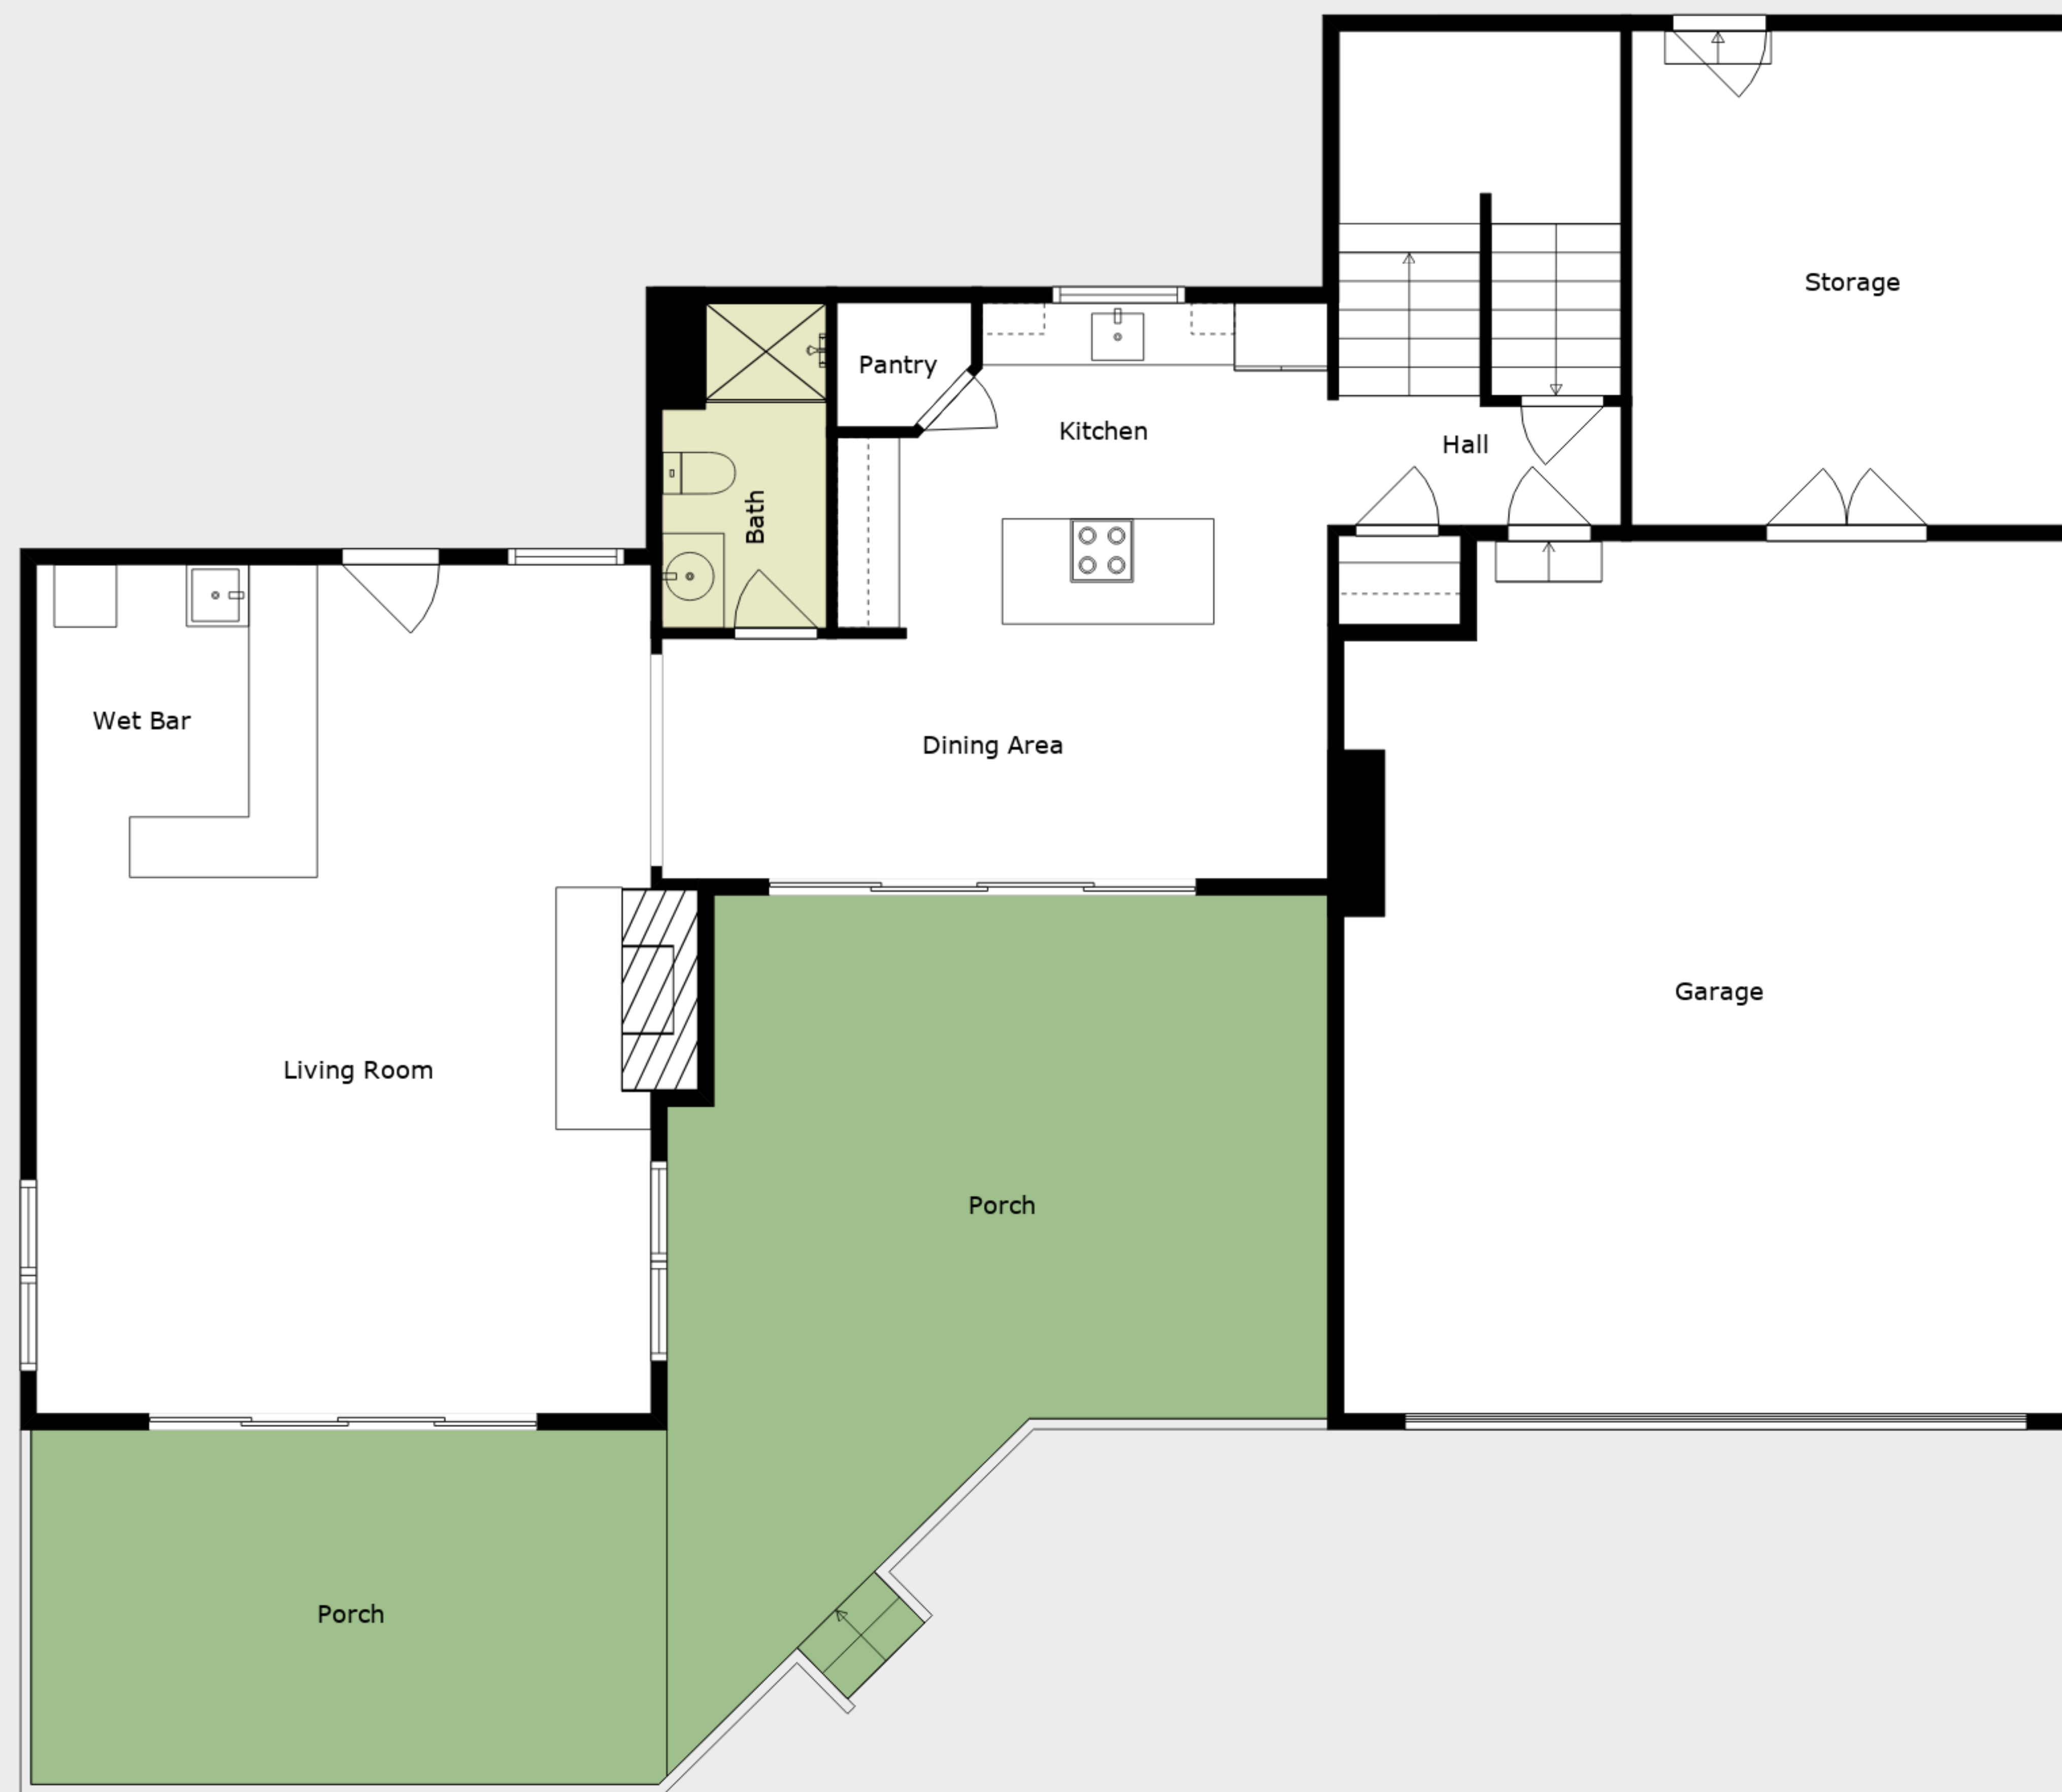 Storage
Pantry
Kitchen
Hall
Bath
Wet Bar
Dining Area
Garage
Living Room
Porch
Porch